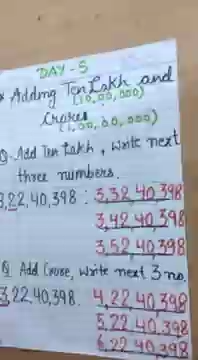 DAY - 5
* Adding Ten Lakh and
(10,00,000)
Crores
(1,00,00,000)
Q. Add Ten Lakh, Write next
three numbers.
3,22,40,398 : 3,32,40,398
3,42,40,398
3,52,40,398
Q Add Crore, Write next 3 no.
3,22,40,398. 4,22,40,398
5,22,40,398
6,22,40,398